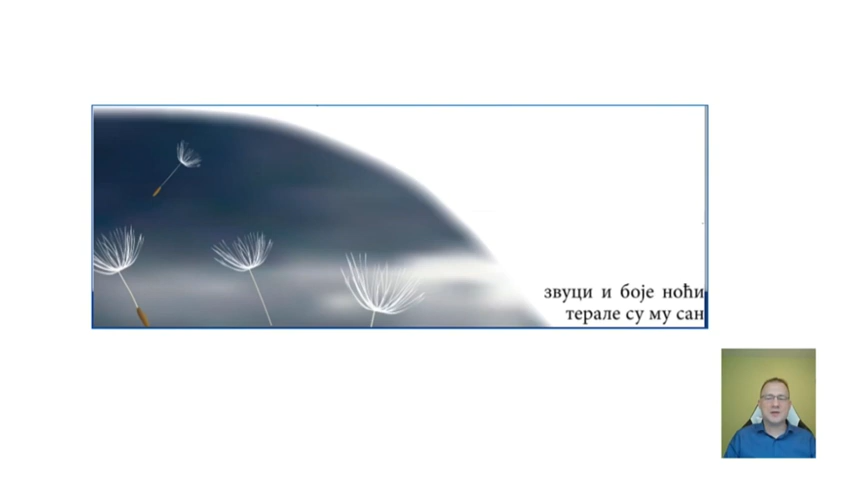 звуци и боје ноћи
терале су му сан